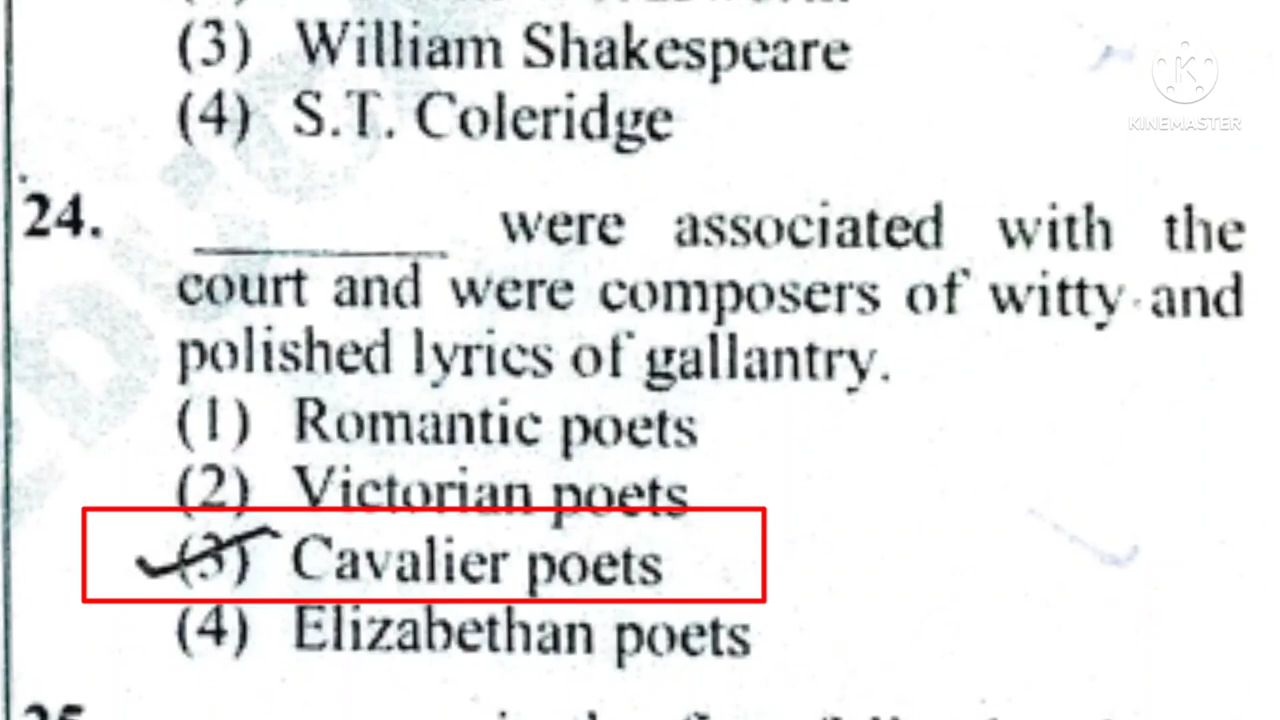 (3) William Shakespeare
(4) S.T. Coleridge
KINEMASTER
24. ________ were associated with the
court and were composers of witty and
polished lyrics of gallantry.
(1) Romantic poets
(2) Victorian poets
(3) Cavalier poets
(4) Elizabethan poets